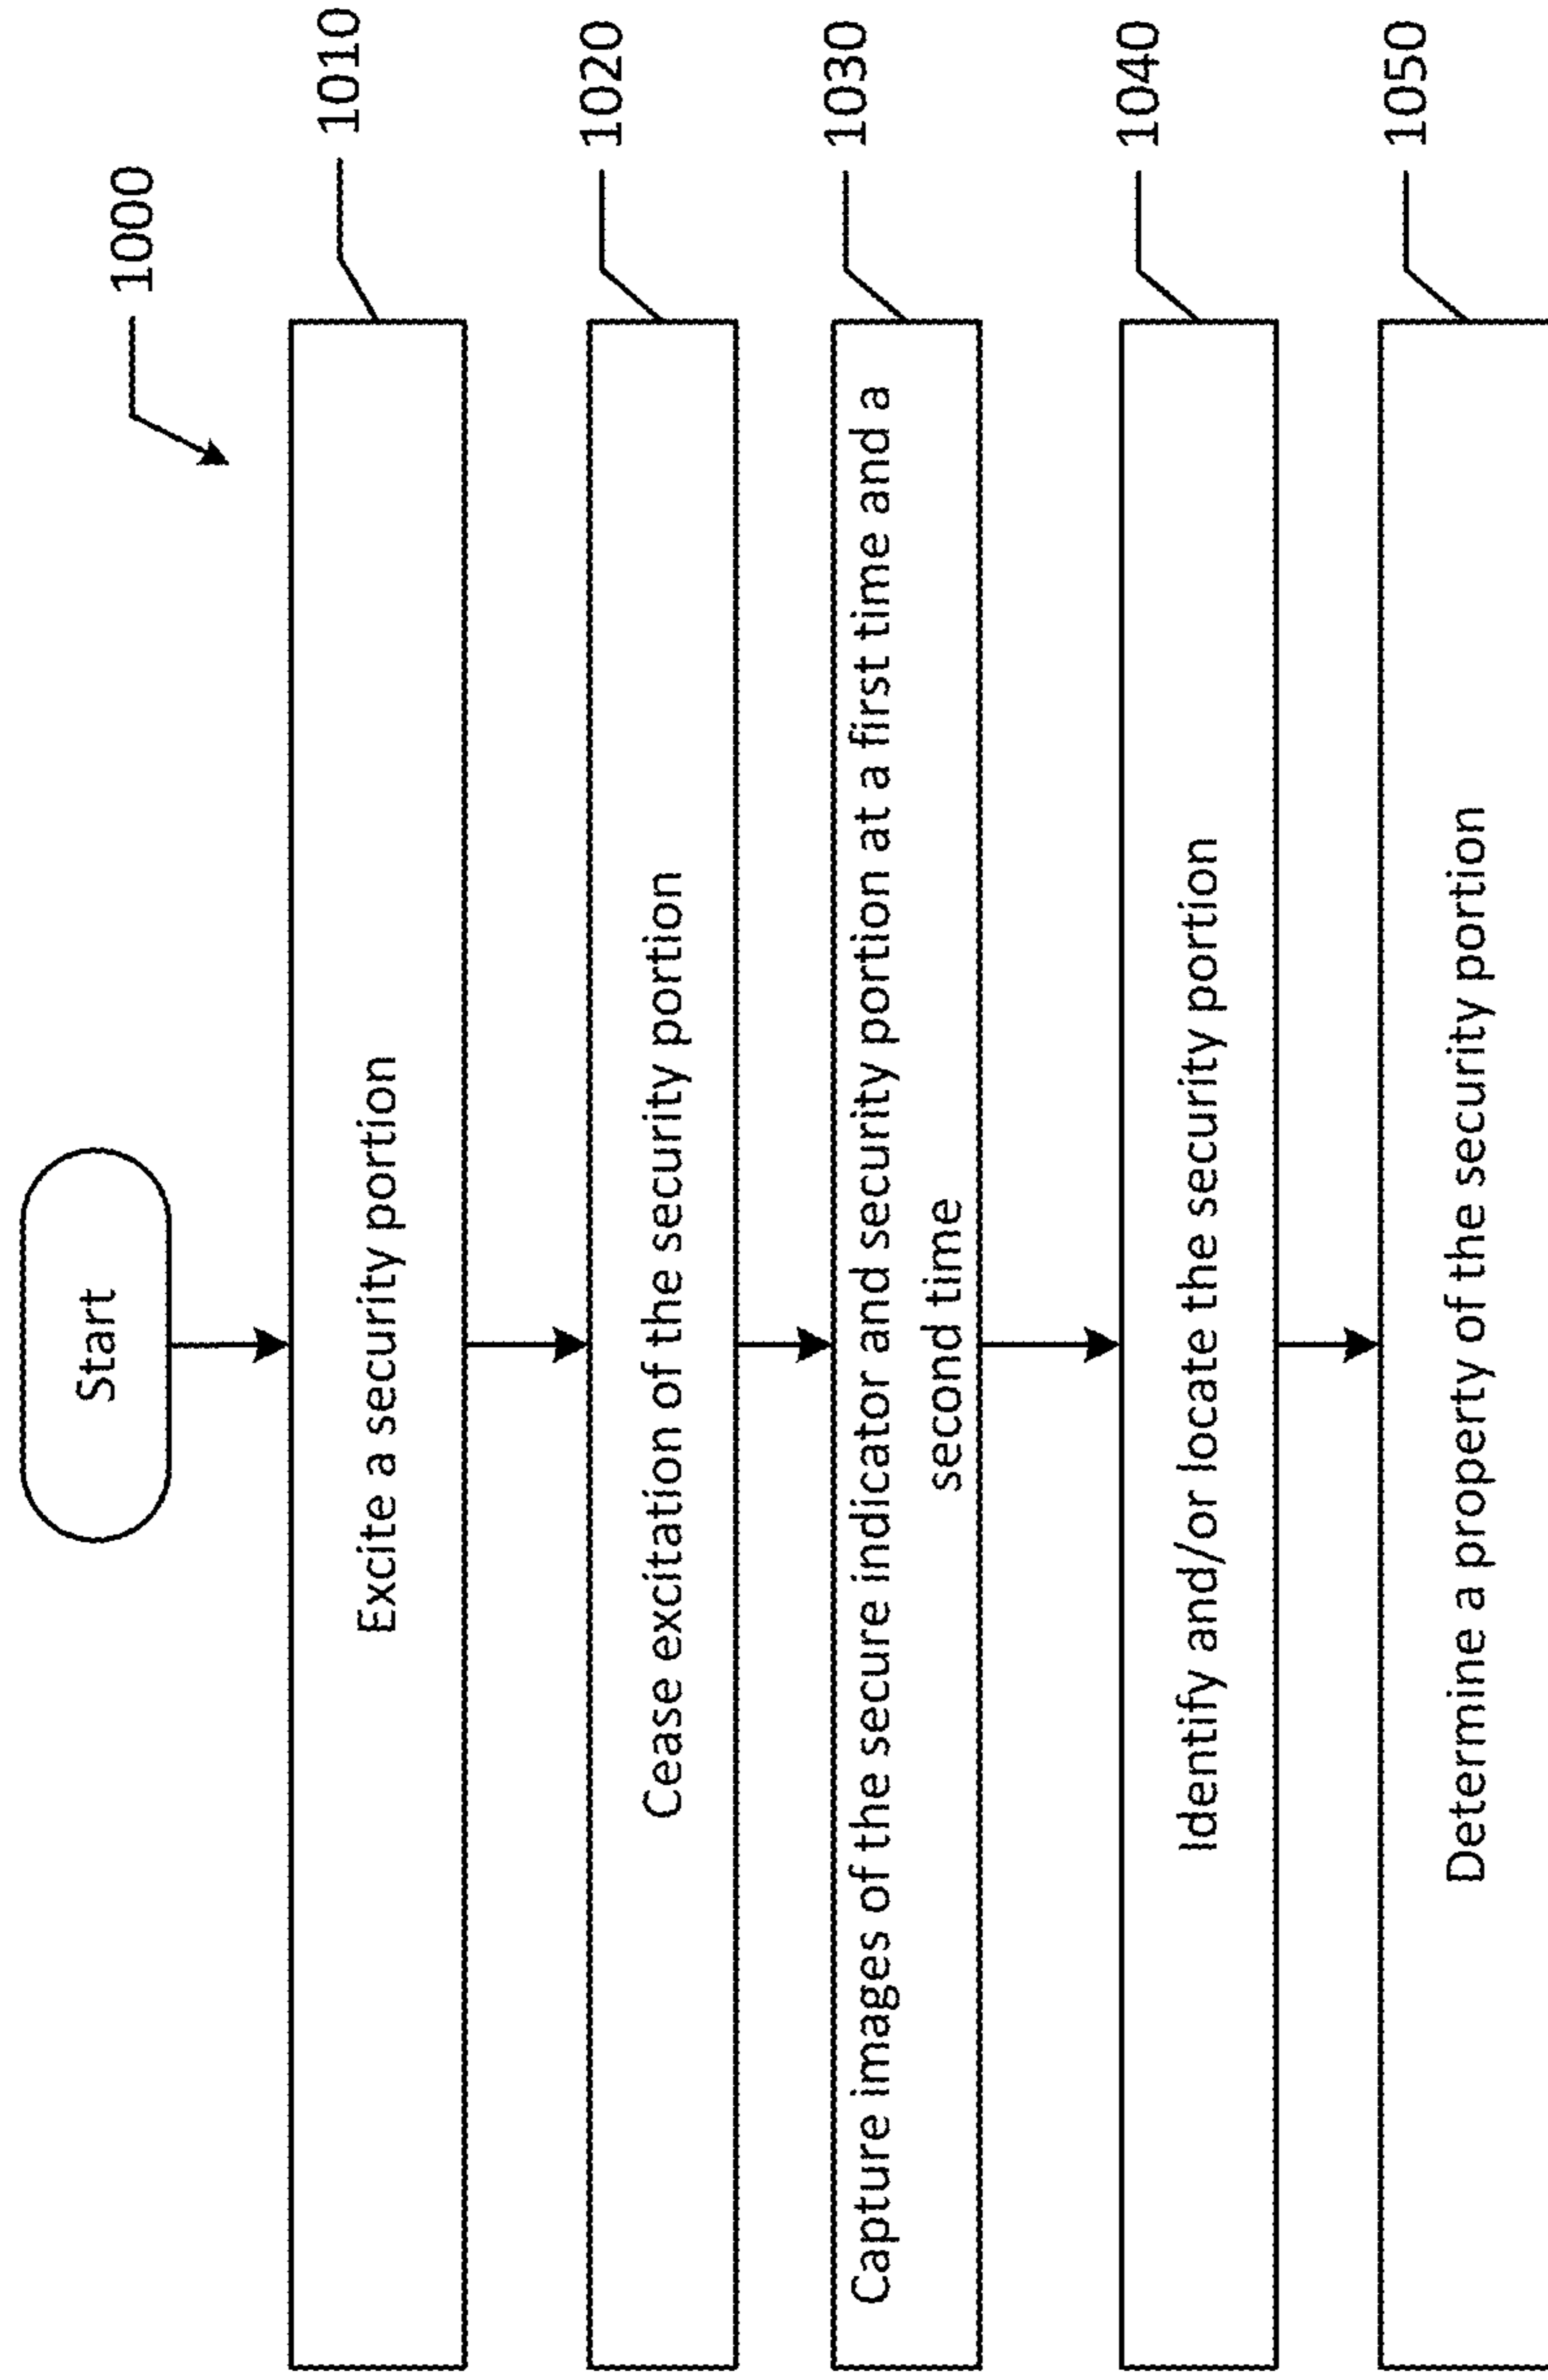 1000
Start
Excite a security portion
1010
Cease excitation of the security portion
1020
Capture images of the secure indicator and security portion at a first time and a
second time
1030
Identify and/or locate the security portion
1040
Determine a property of the security portion
1050